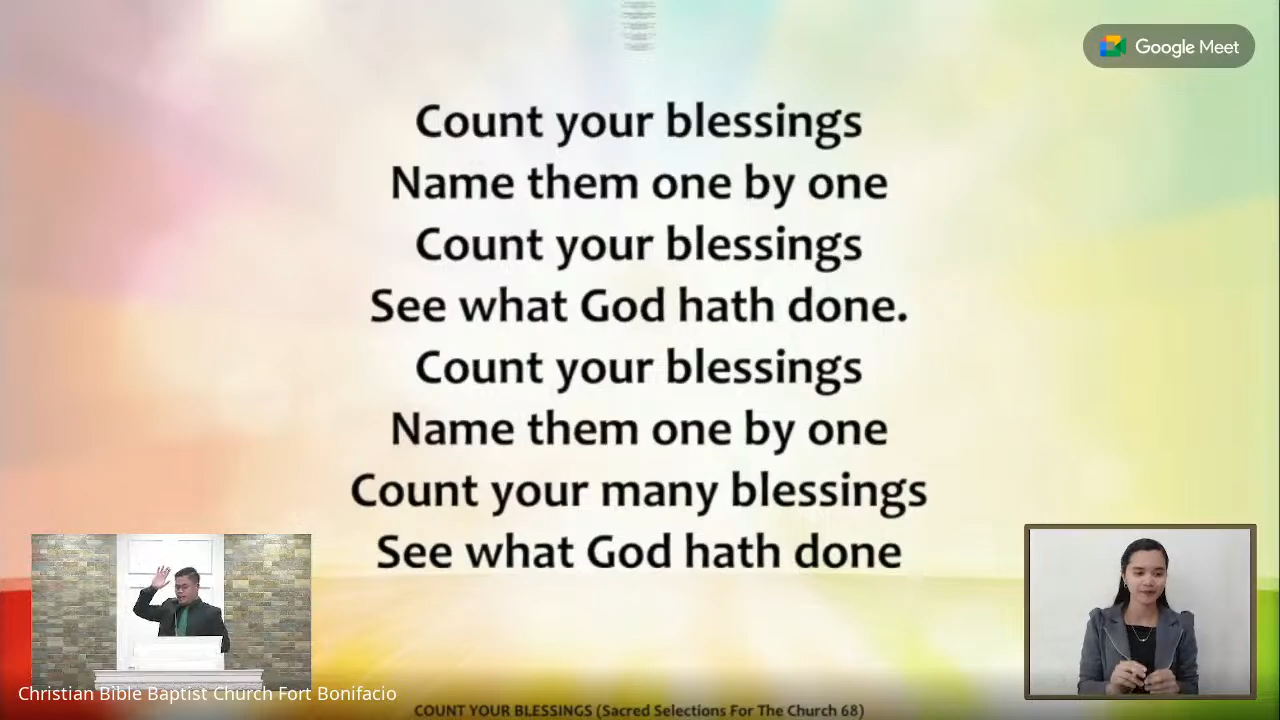 Google Meet
Count your blessings
Name them one by one
Count your blessings
See what God hath done.
Count your blessings
Name them one by one
Count your many blessings
See what God hath done
Christian Bible Baptist Church Fort Bonifacio
COUNT YOUR BLESSINGS (Sacred Selections For The Church 68)